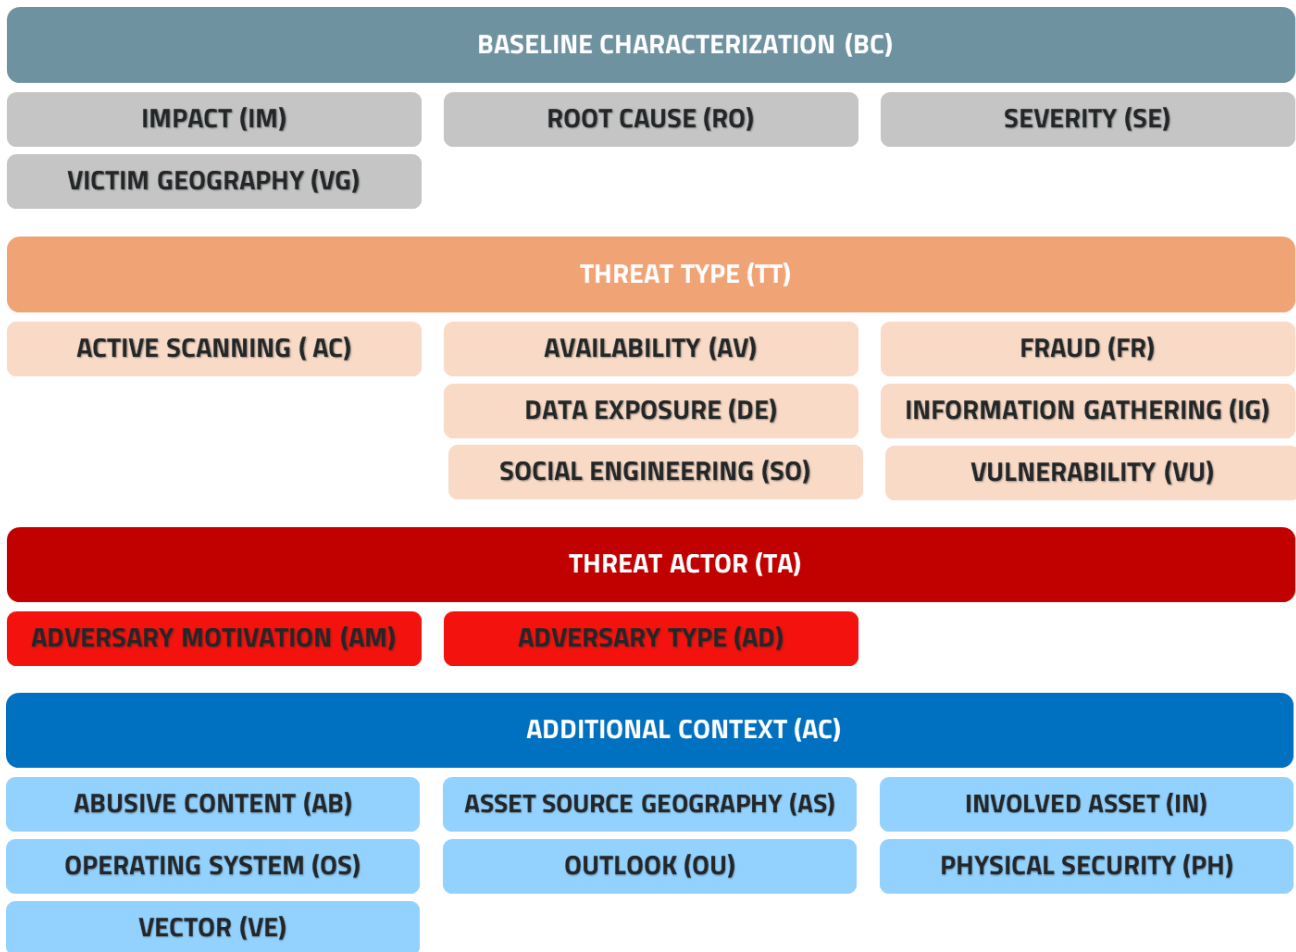 BASELINE CHARACTERIZATION (BC)
IMPACT (IM)
ROOT CAUSE (RO)
SEVERITY (SE)
VICTIM GEOGRAPHY (VG)
THREAT TYPE (TT)
ACTIVE SCANNING ( AC)
AVAILABILITY (AV)
FRAUD (FR)
DATA EXPOSURE (DE)
INFORMATION GATHERING (IG)
SOCIAL ENGINEERING (SO)
VULNERABILITY (VU)
THREAT ACTOR (TA)
ADVERSARY MOTIVATION (AM)
ADVERSARY TYPE (AD)
ADDITIONAL CONTEXT (AC)
ABUSIVE CONTENT (AB)
ASSET SOURCE GEOGRAPHY (AS)
INVOLVED ASSET (IN)
OPERATING SYSTEM (OS)
OUTLOOK (OU)
PHYSICAL SECURITY (PH)
VECTOR (VE)